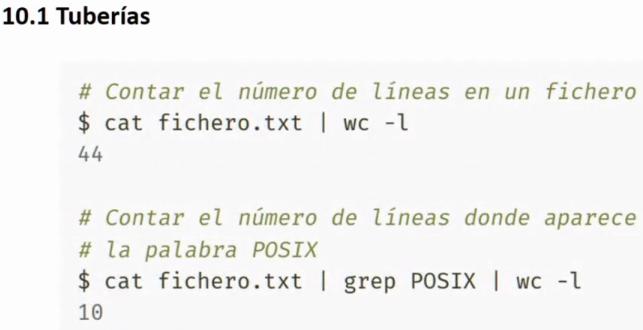 10.1 Tuberías
# Contar el número de líneas en un fichero
$ cat fichero.txt | wc -l
44
# Contar el número de líneas donde aparece
# la palabra POSIX
$ cat fichero.txt | grep POSIX | wc -l
10